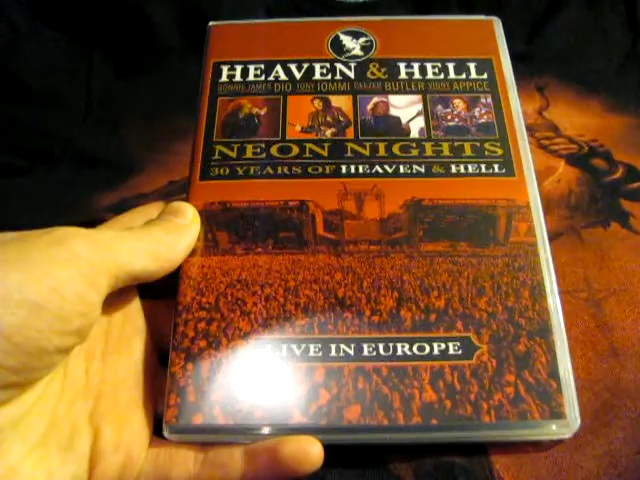 HEAVEN & HELL
RONNIE JAMES DIO TONY IOMMI GEEZER BUTLER VINNY APPICE
NEON NIGHTS
30 YEARS OF HEAVEN & HELL
LIVE IN EUROPE